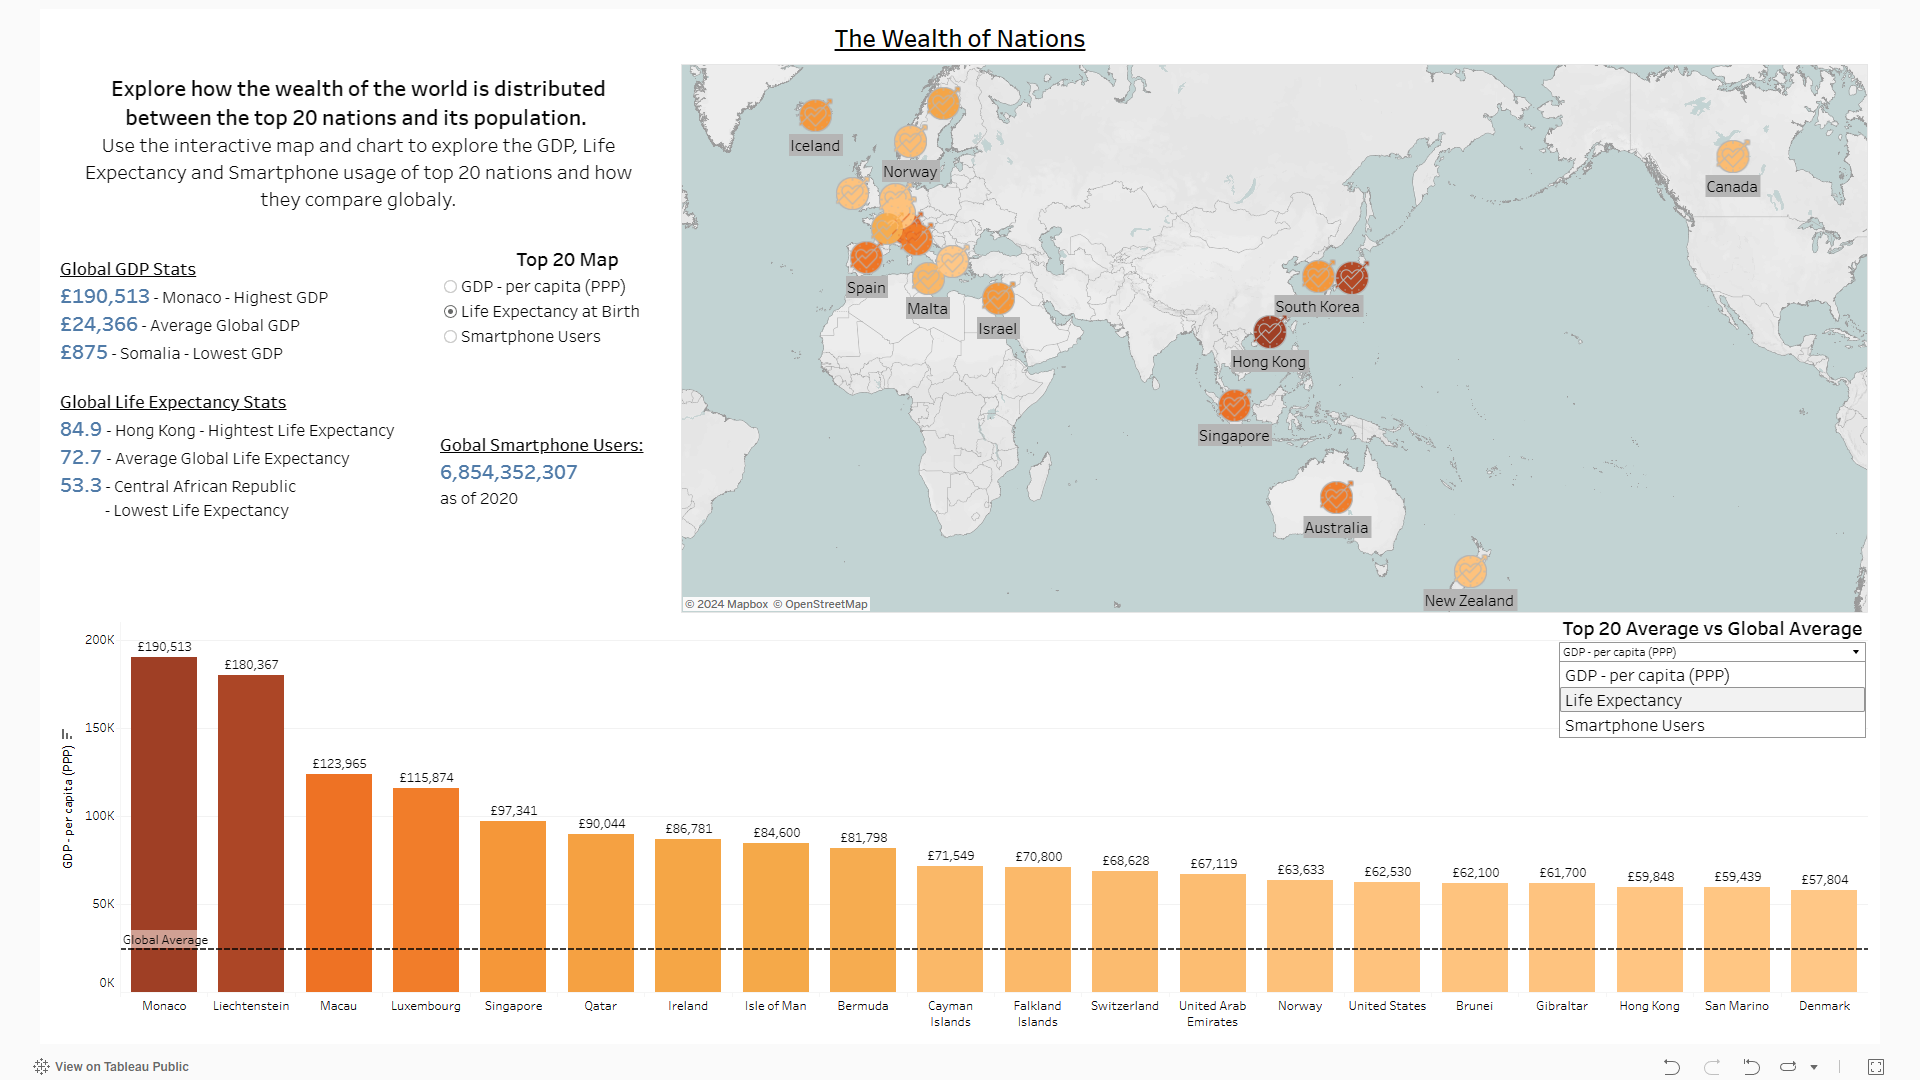 The Wealth of Nations
Explore how the wealth of the world is distributed
between the top 20 nations and its population.
Use the interactive map and chart to explore the GDP, Life
Expectancy and Smartphone usage of top 20 nations and how
they compare globaly.
Global GDP Stats
£190,513 - Monaco - Highest GDP
£24,366 - Average Global GDP
£875 - Somalia - Lowest GDP
Top 20 Map
GDP - per capita (PPP)
Life Expectancy at Birth
Smartphone Users
Global Life Expectancy Stats
84.9 - Hong Kong - Hightest Life Expectancy
72.7 - Average Global Life Expectancy
53.3 - Central African Republic
- Lowest Life Expectancy
Gobal Smartphone Users:
6,854,352,307
as of 2020
Iceland
Norway
Canada
Spain
Malta
Israel
South Korea
Hong Kong
Singapore
Australia
New Zealand
© 2024 Mapbox © OpenStreetMap
Top 20 Average vs Global Average
GDP - per capita (PPP)
GDP - per capita (PPP)
Life Expectancy
Smartphone Users
GDP - per capita (PPP)
200K
150K
100K
50K
0K
£190,513
£180,367
£123,965
£115,874
£97,341
£90,044
£86,781
£84,600
£81,798
£71,549
£70,800
£68,628
£67,119
£63,633
£62,530
£62,100
£61,700
£59,848
£59,439
£57,804
Global Average
Monaco
Liechtenstein
Macau
Luxembourg
Singapore
Qatar
Ireland
Isle of Man
Bermuda
Cayman
Islands
Falkland
Islands
Switzerland
United Arab
Emirates
Norway
United States
Brunei
Gibraltar
Hong Kong
San Marino
Denmark
View on Tableau Public